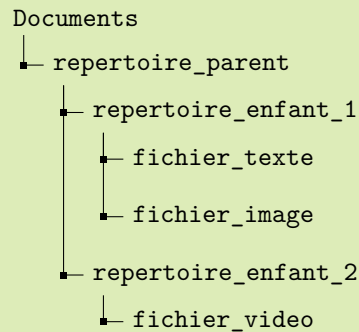 Documents
repertoire_parent
repertoire_enfant_1
fichier_texte
fichier_image
repertoire_enfant_2
fichier_video